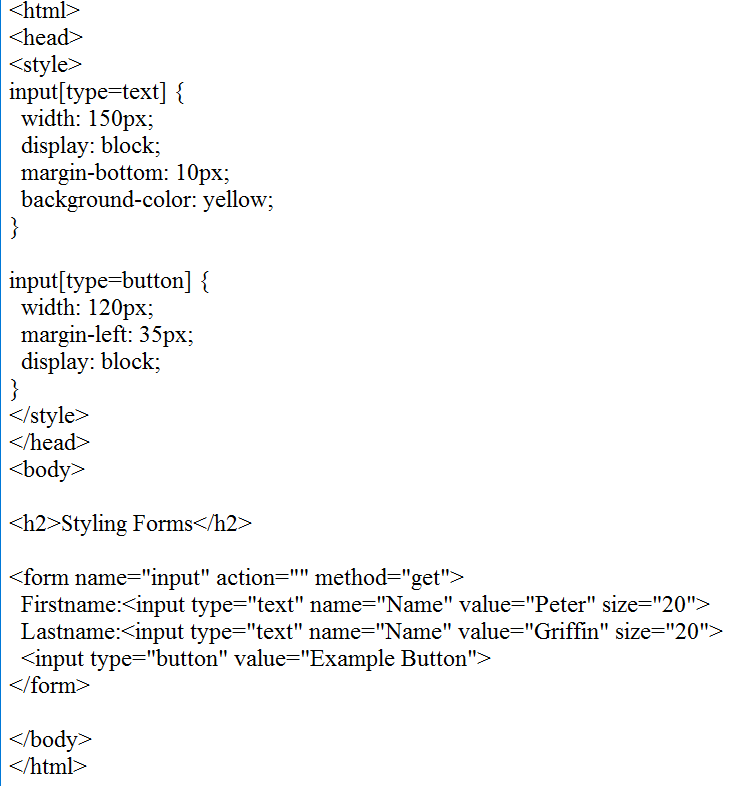 <html>
<head>
<style>
input[type=text] {
  width: 150px;
  display: block;
  margin-bottom: 10px;
  background-color: yellow;
}

input[type=button] {
  width: 120px;
  margin-left: 35px;
  display: block;
}
</style>
</head>
<body>

<h2>Styling Forms</h2>

<form name="input" action="" method="get">
  Firstname:<input type="text" name="Name" value="Peter" size="20">
  Lastname:<input type="text" name="Name" value="Griffin" size="20">
  <input type="button" value="Example Button">
</form>

</body>
</html>